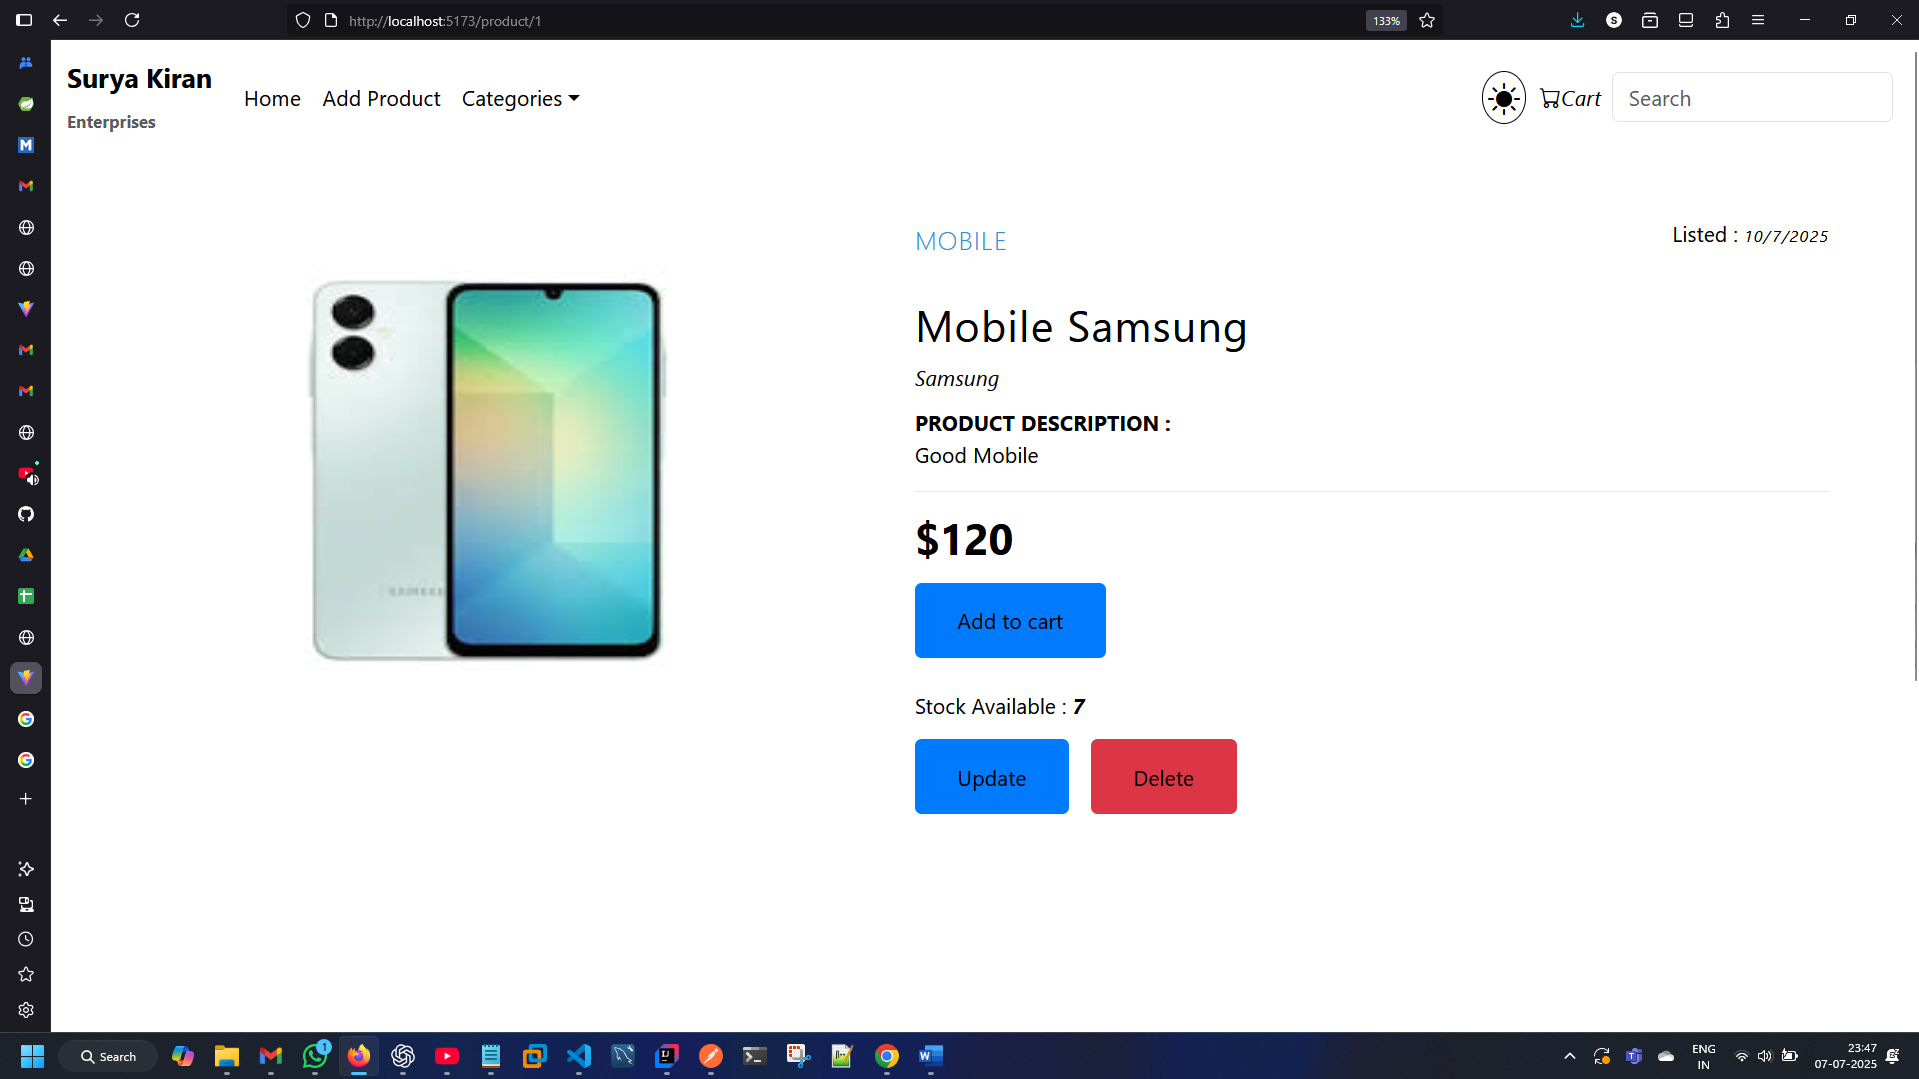 http://localhost:5173/product/1
133%
Surya Kiran
Enterprises
Home
Add Product
Categories
Cart
Search
MOBILE
Listed : 10/7/2025
Mobile Samsung
Samsung
PRODUCT DESCRIPTION :
Good Mobile
$120
Add to cart
Stock Available : 7
Update
Delete
SAMSUNG
Search
1
ENG
IN
23:47
07-07-2025